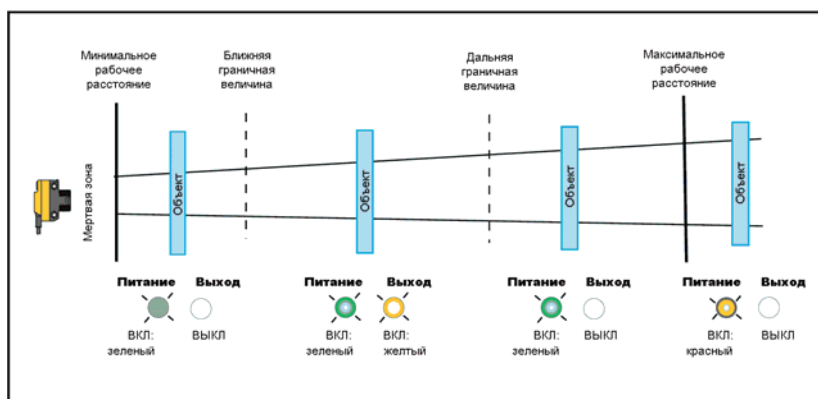 Минимальное
рабочее
расстояние
Ближняя
граничная
величина
Дальняя
граничная
величина
Максимальное
рабочее
расстояние
Мертвая зона
Объект
Объект
Объект
Объект
Питание Выход
ВКЛ: ВЫКЛ
зеленый
Питание Выход
ВКЛ: ВКЛ:
зеленый желтый
Питание Выход
ВКЛ: ВЫКЛ
зеленый
Питание Выход
ВКЛ: ВЫКЛ
красный